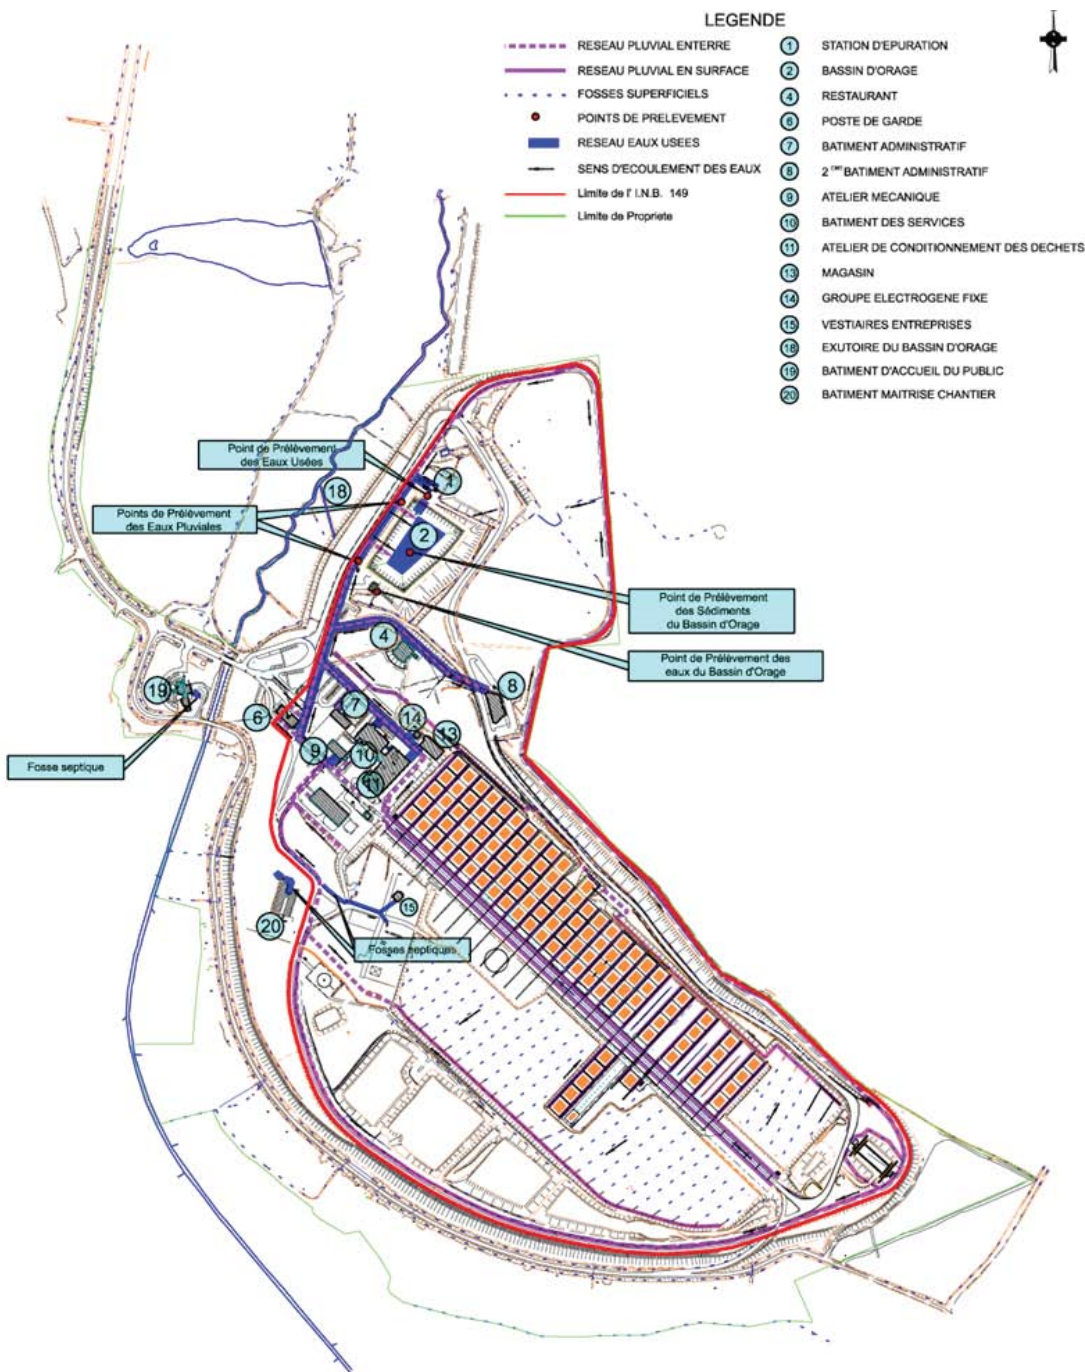 LEGENDE
RESEAU PLUVIAL ENTERRE
RESEAU PLUVIAL EN SURFACE
FOSSES SUPERFICIELS
POINTS DE PRELEVEMENT
RESEAU EAUX USEES
SENS D'ECOULEMENT DES EAUX
Limite de l' I.N.B. 149
Limite de Propriete
1 STATION D'EPURATION
2 BASSIN D'ORAGE
4 RESTAURANT
6 POSTE DE GARDE
7 BATIMENT ADMINISTRATIF
8 2 EME BATIMENT ADMINISTRATIF
9 ATELIER MECANIQUE
10 BATIMENT DES SERVICES
11 ATELIER DE CONDITIONNEMENT DES DECHETS
13 MAGASIN
14 GROUPE ELECTROGENE FIXE
15 VESTIAIRES ENTREPRISES
18 EXUTOIRE DU BASSIN D'ORAGE
19 BATIMENT D'ACCUEIL DU PUBLIC
20 BATIMENT MAITRISE CHANTIER
Point de Prélèvement
des Eaux Usées
1
18
Points de Prélèvement
des Eaux Pluviales
2
Point de Prélèvement
des Sédiments
du Bassin d'Orage
4
Point de Prélèvement des
eaux du Bassin d'Orage
19
8
6
7
14
13
9
10
11
Fosse septique
15
20
Fosses septiques